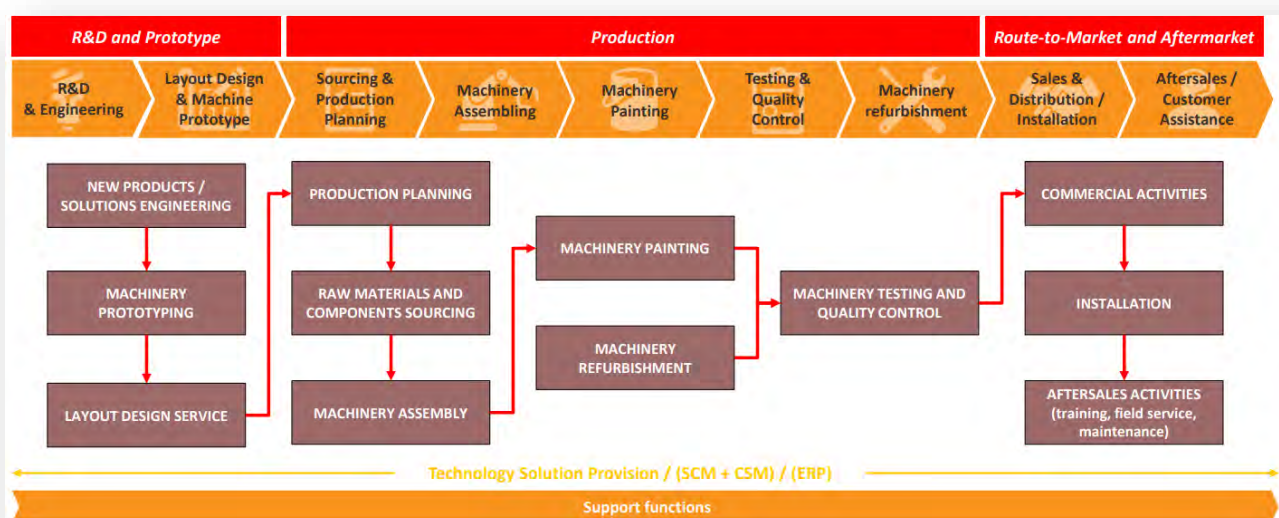 R&D and Prototype
Production
Route-to-Market and Aftermarket
R&D
& Engineering
Layout Design
& Machine
Prototype
Sourcing &
Production
Planning
Machinery
Assembling
Machinery
Painting
Testing &
Quality
Control
Machinery
refurbishment
Sales &
Distribution /
Installation
Aftersales /
Customer
Assistance
NEW PRODUCTS /
SOLUTIONS ENGINEERING
MACHINERY
PROTOTYPING
LAYOUT DESIGN SERVICE
PRODUCTION PLANNING
RAW MATERIALS AND
COMPONENTS SOURCING
MACHINERY ASSEMBLY
MACHINERY PAINTING
MACHINERY
REFURBISHMENT
MACHINERY TESTING AND
QUALITY CONTROL
COMMERCIAL ACTIVITIES
INSTALLATION
AFTERSALES ACTIVITIES
(training, field service,
maintenance)
Technology Solution Provision / (SCM + CSM) / (ERP)
Support functions